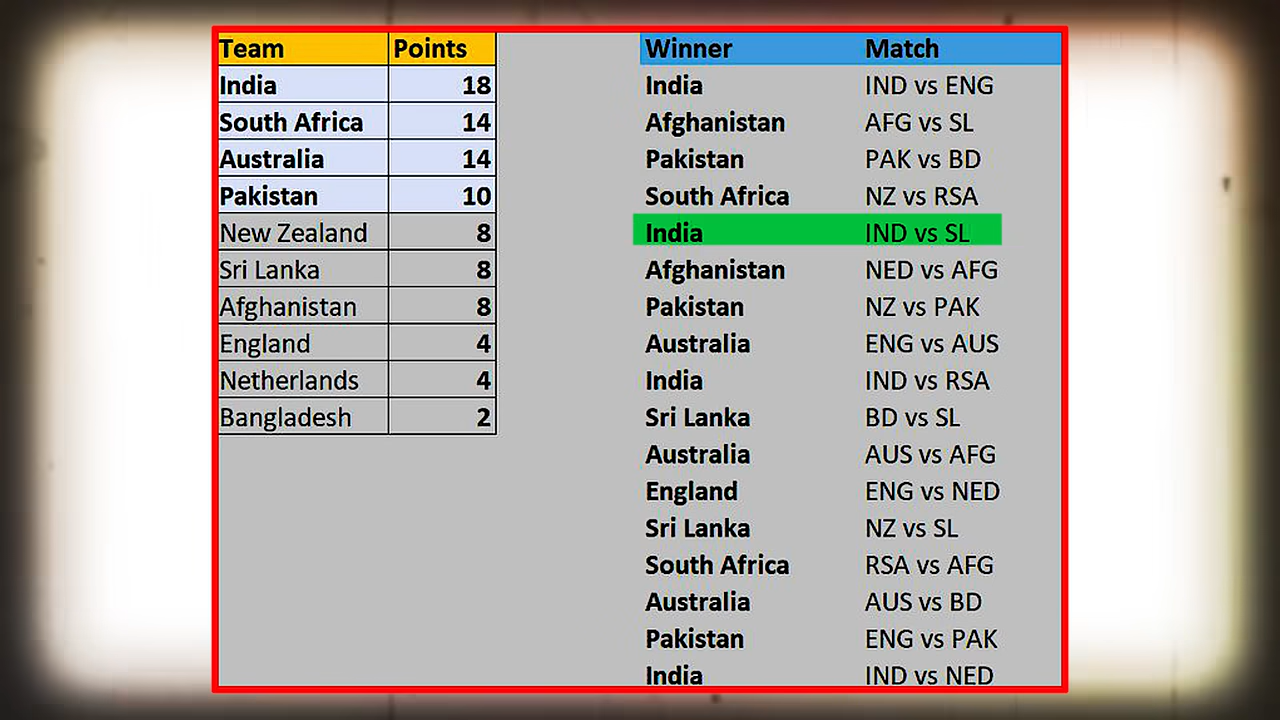 Team Points
India 18
South Africa 14
Australia 14
Pakistan 10
New Zealand 8
Sri Lanka 8
Afghanistan 8
England 4
Netherlands 4
Bangladesh 2
Winner Match
India IND vs ENG
Afghanistan AFG vs SL
Pakistan PAK vs BD
South Africa NZ vs RSA
India IND vs SL
Afghanistan NED vs AFG
Pakistan NZ vs PAK
Australia ENG vs AUS
India IND vs RSA
Sri Lanka BD vs SL
Australia AUS vs AFG
England ENG vs NED
Sri Lanka NZ vs SL
South Africa RSA vs AFG
Australia AUS vs BD
Pakistan ENG vs PAK
India IND vs NED